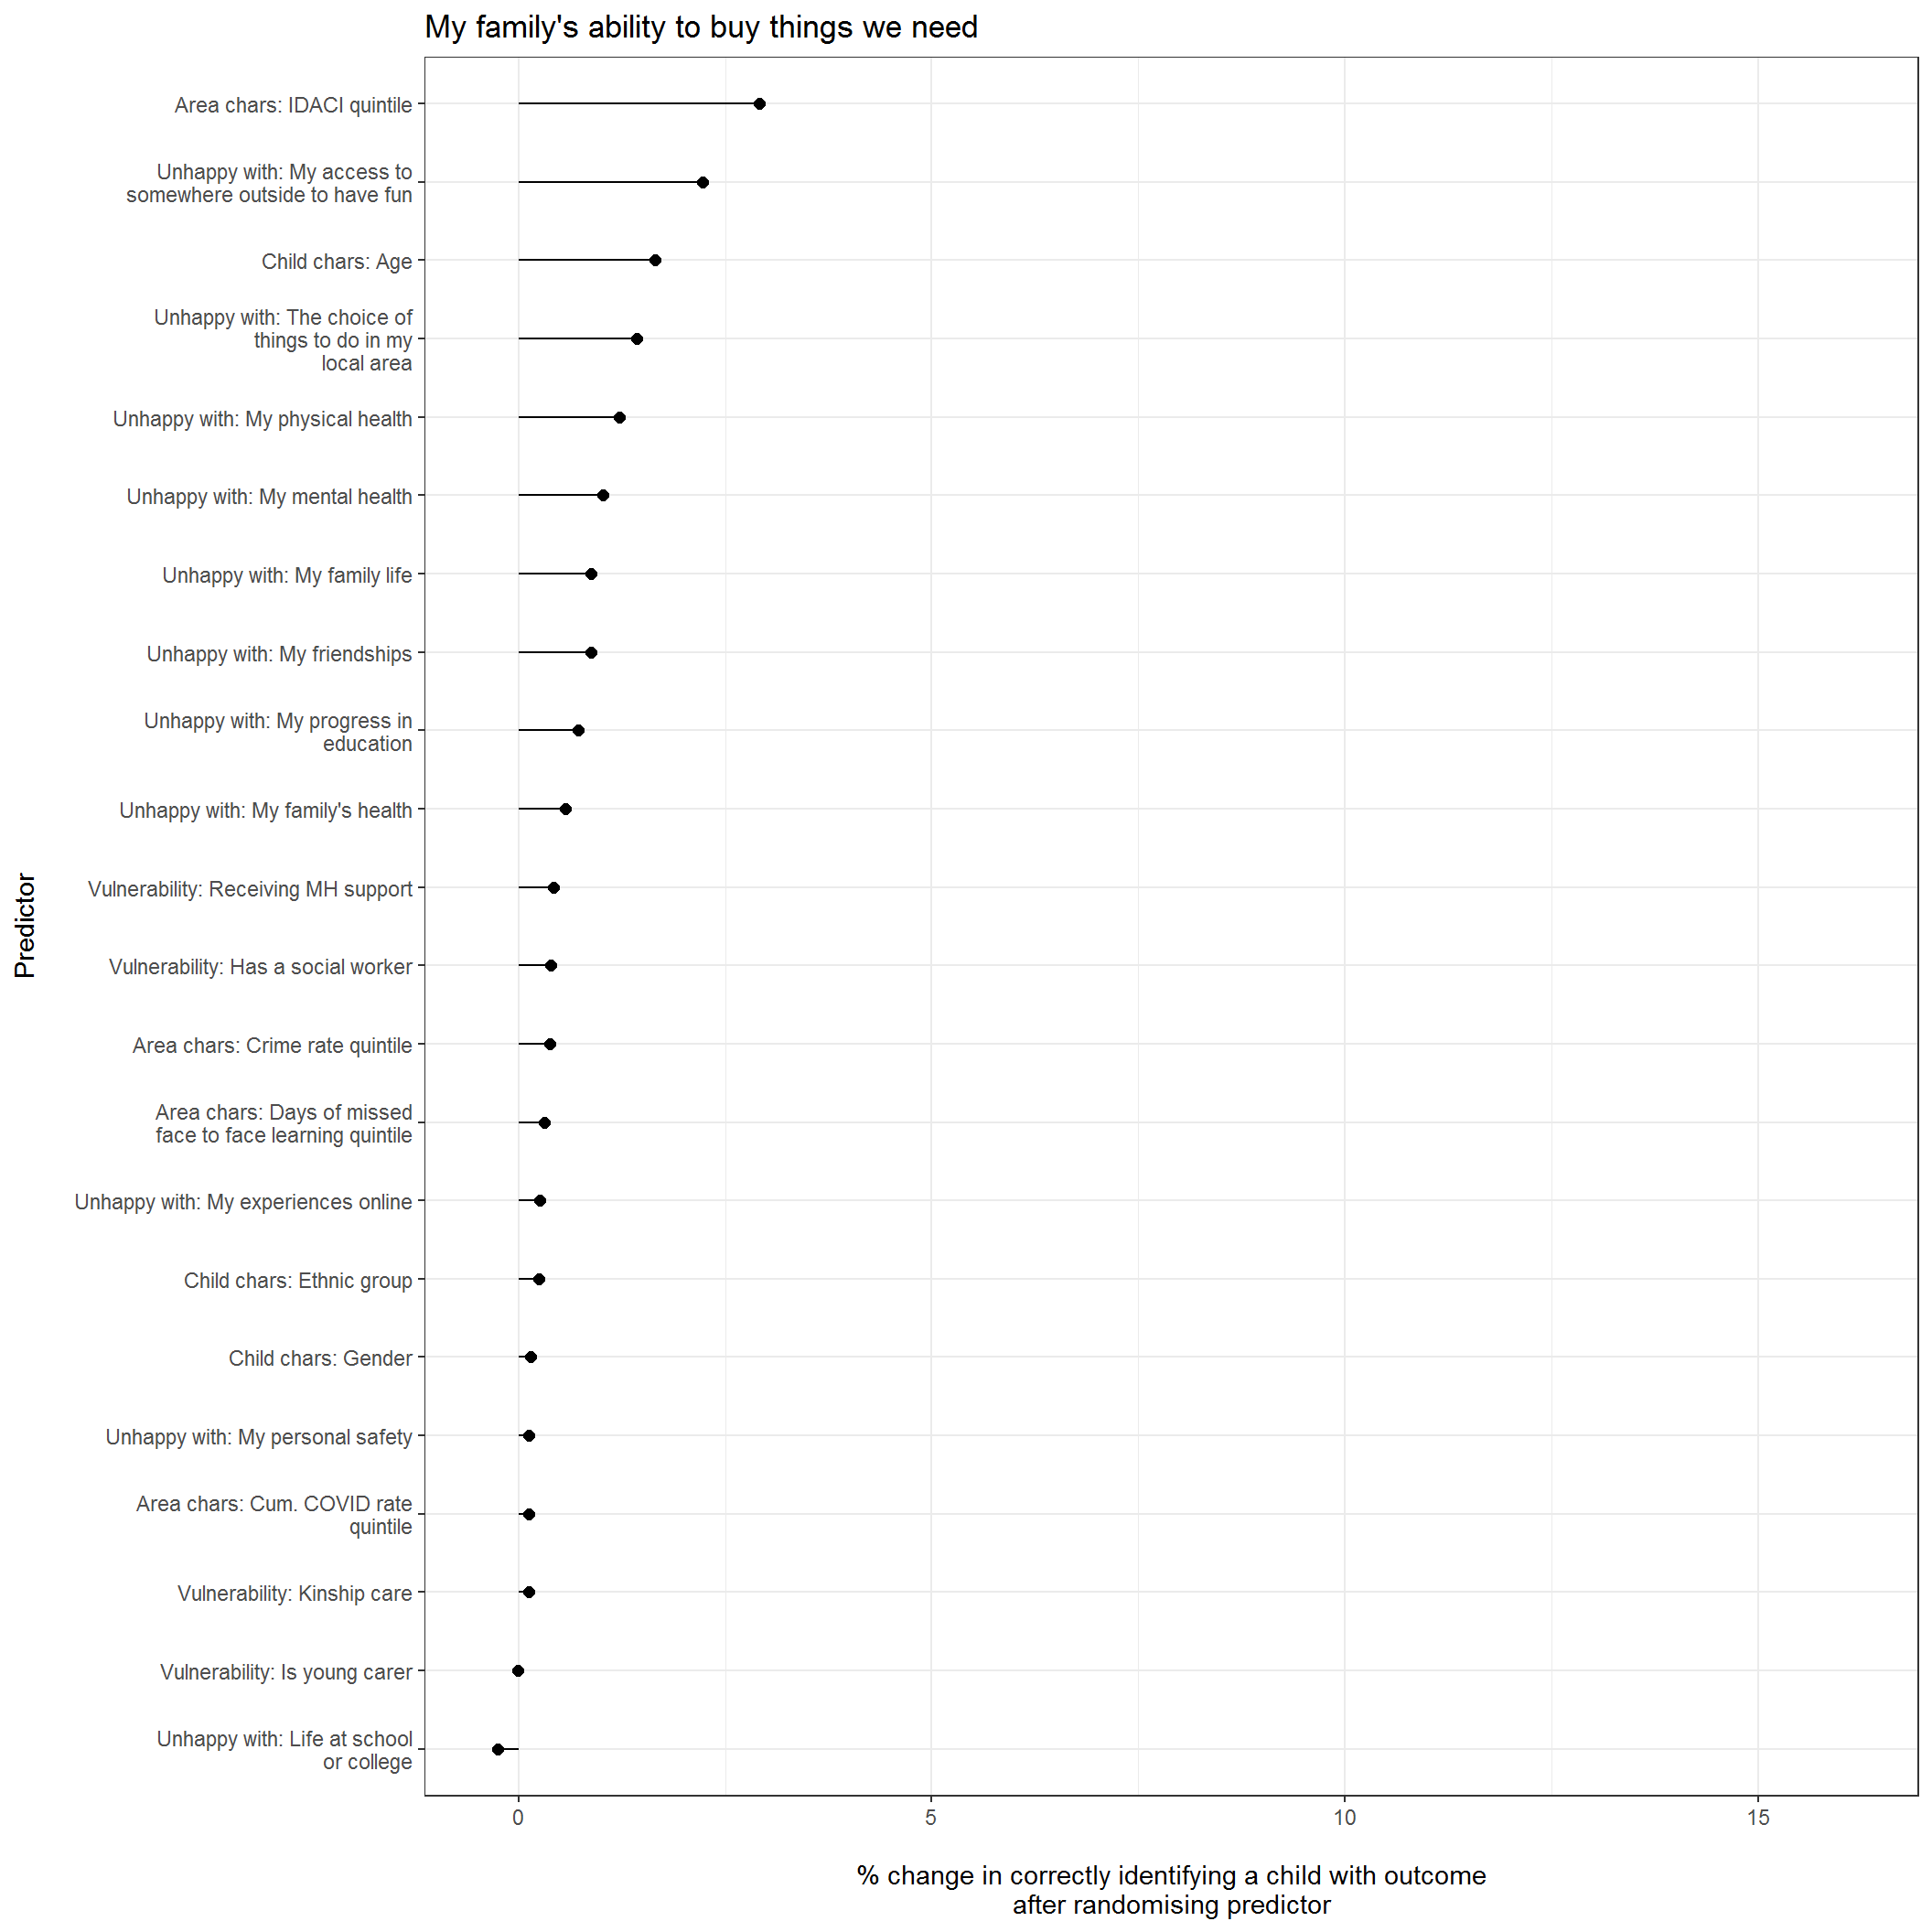 My family's ability to buy things we need
Area chars: IDACI quintile
Unhappy with: My access to
somewhere outside to have fun
Child chars: Age
Unhappy with: The choice of
things to do in my
local area
Unhappy with: My physical health
Unhappy with: My mental health
Unhappy with: My family life
Unhappy with: My friendships
Unhappy with: My progress in
education
Unhappy with: My family's health
Vulnerability: Receiving MH support
Vulnerability: Has a social worker
Area chars: Crime rate quintile
Area chars: Days of missed
face to face learning quintile
Unhappy with: My experiences online
Child chars: Ethnic group
Child chars: Gender
Unhappy with: My personal safety
Area chars: Cum. COVID rate
quintile
Vulnerability: Kinship care
Vulnerability: Is young carer
Unhappy with: Life at school
or college
Predictor
0 5 10 15
% change in correctly identifying a child with outcome
after randomising predictor